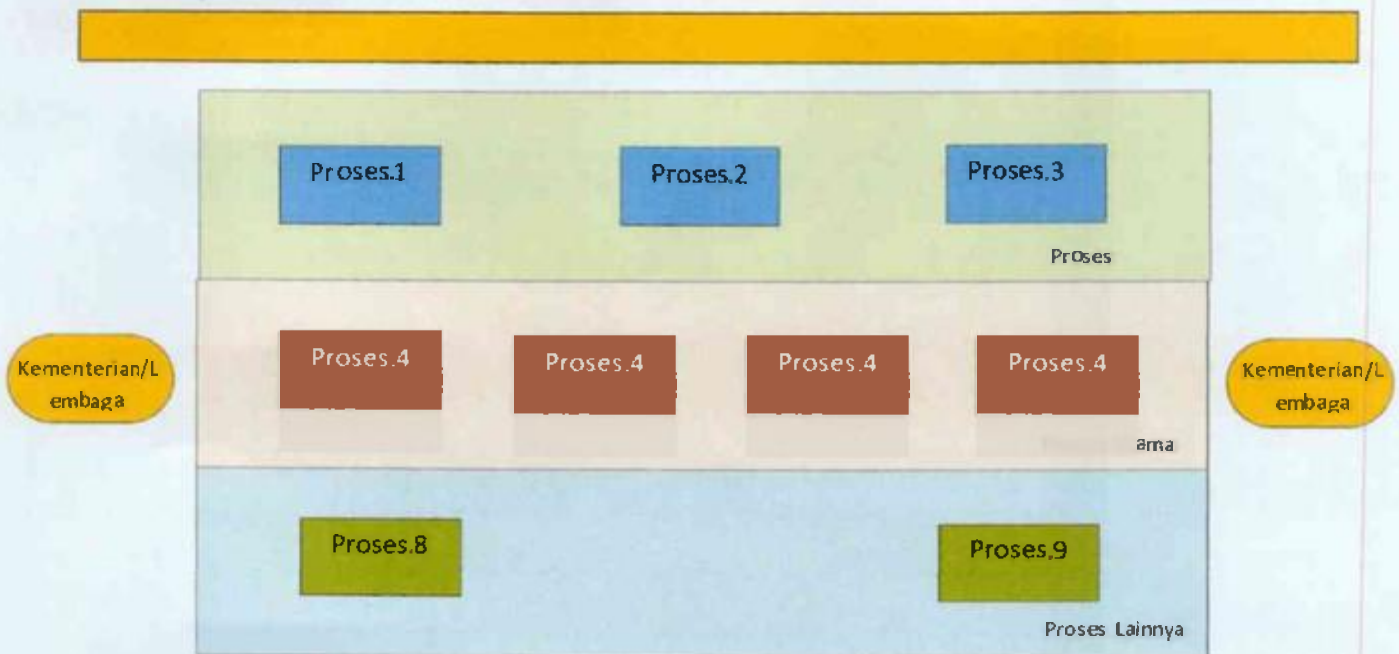 Proses.1
Proses.2
Proses.3
Proses
Kementerian/L
embaga
Proses.4
Proses.4
Proses.4
Proses.4
Kementerian/L
embaga
ama
Proses.8
Proses.9
Proses Lainnya